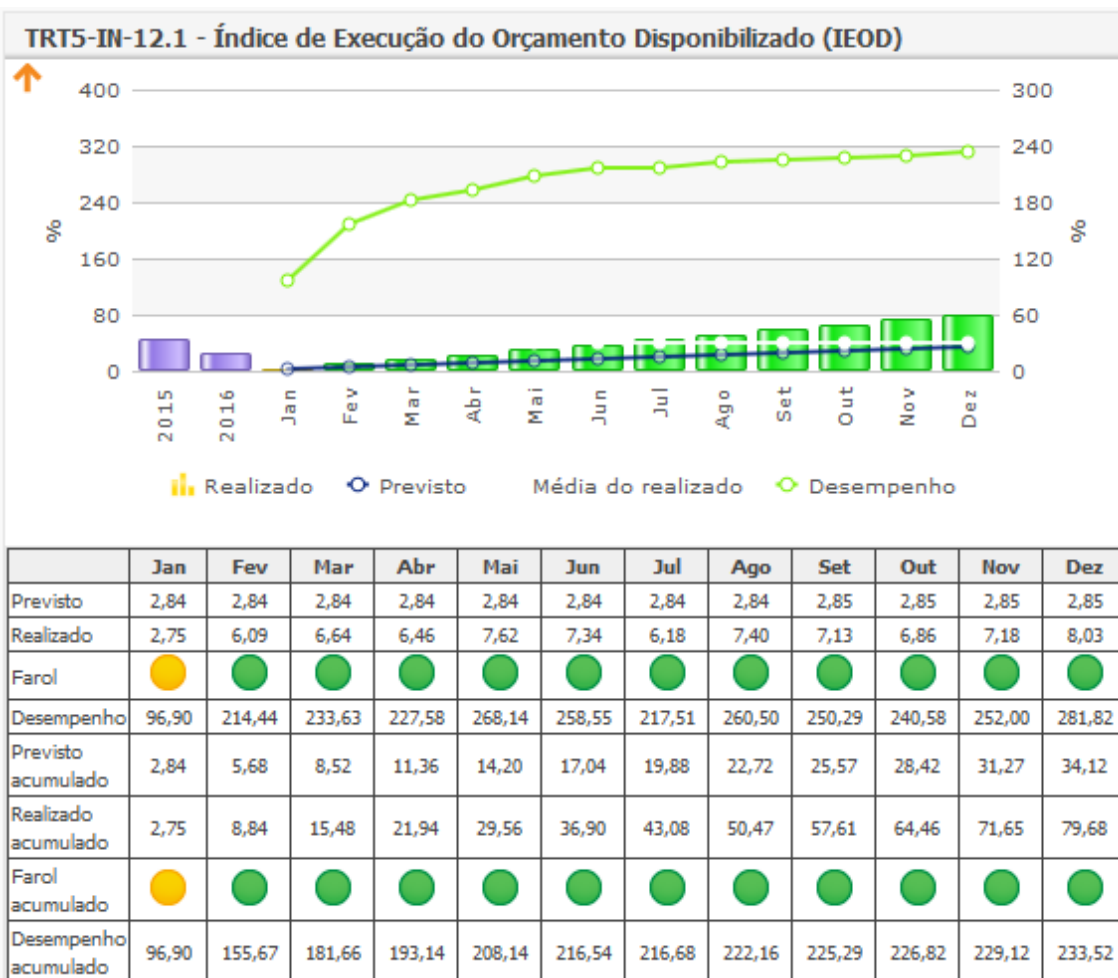 TRT5-IN-12.1 - Índice de Execução do Orçamento Disponibilizado (IEOD)
400 300
320 240
240 180
% %
160 120
80 60
0 0
2015 2016 Jan Fev Mar Abr Mai Jun Jul Ago Set Out Nov Dez
Realizado Previsto Média do realizado Desempenho
Jan Fev Mar Abr Mai Jun Jul Ago Set Out Nov Dez
Previsto 2,84 2,84 2,84 2,84 2,84 2,84 2,84 2,84 2,85 2,85 2,85 2,85
Realizado 2,75 6,09 6,64 6,46 7,62 7,34 6,18 7,40 7,13 6,86 7,18 8,03
Farol
Desempenho 96,90 214,44 233,63 227,58 268,14 258,55 217,51 260,50 250,29 240,58 252,00 281,82
Previsto
acumulado 2,84 5,68 8,52 11,36 14,20 17,04 19,88 22,72 25,57 28,42 31,27 34,12
Realizado
acumulado 2,75 8,84 15,48 21,94 29,56 36,90 43,08 50,47 57,61 64,46 71,65 79,68
Farol
acumulado
Desempenho
acumulado 96,90 155,67 181,66 193,14 208,14 216,54 216,68 222,16 225,29 226,82 229,12 233,52